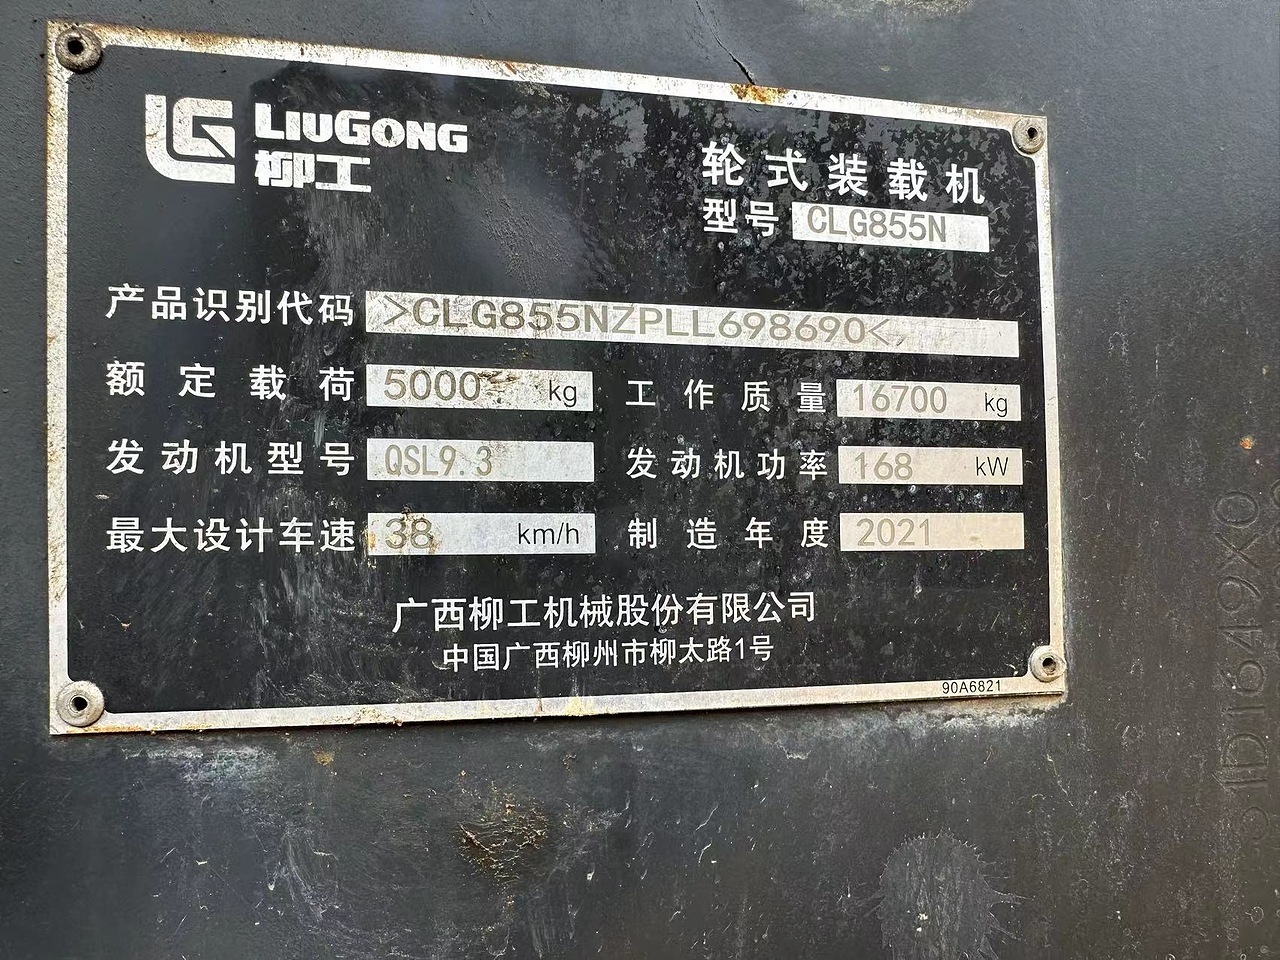 LIUGONG
柳工
轮式装载机
型号 CLG855N
产品识别代码 >CLG855NZPLL698690<
额定载荷 5000 kg 工作质量 16700 kg
发动机型号 QSL9.3 发动机功率 168 kW
最大设计车速 38 km/h 制造年度 2021
广西柳工机械股份有限公司
中国广西柳州市柳太路1号
90A6821